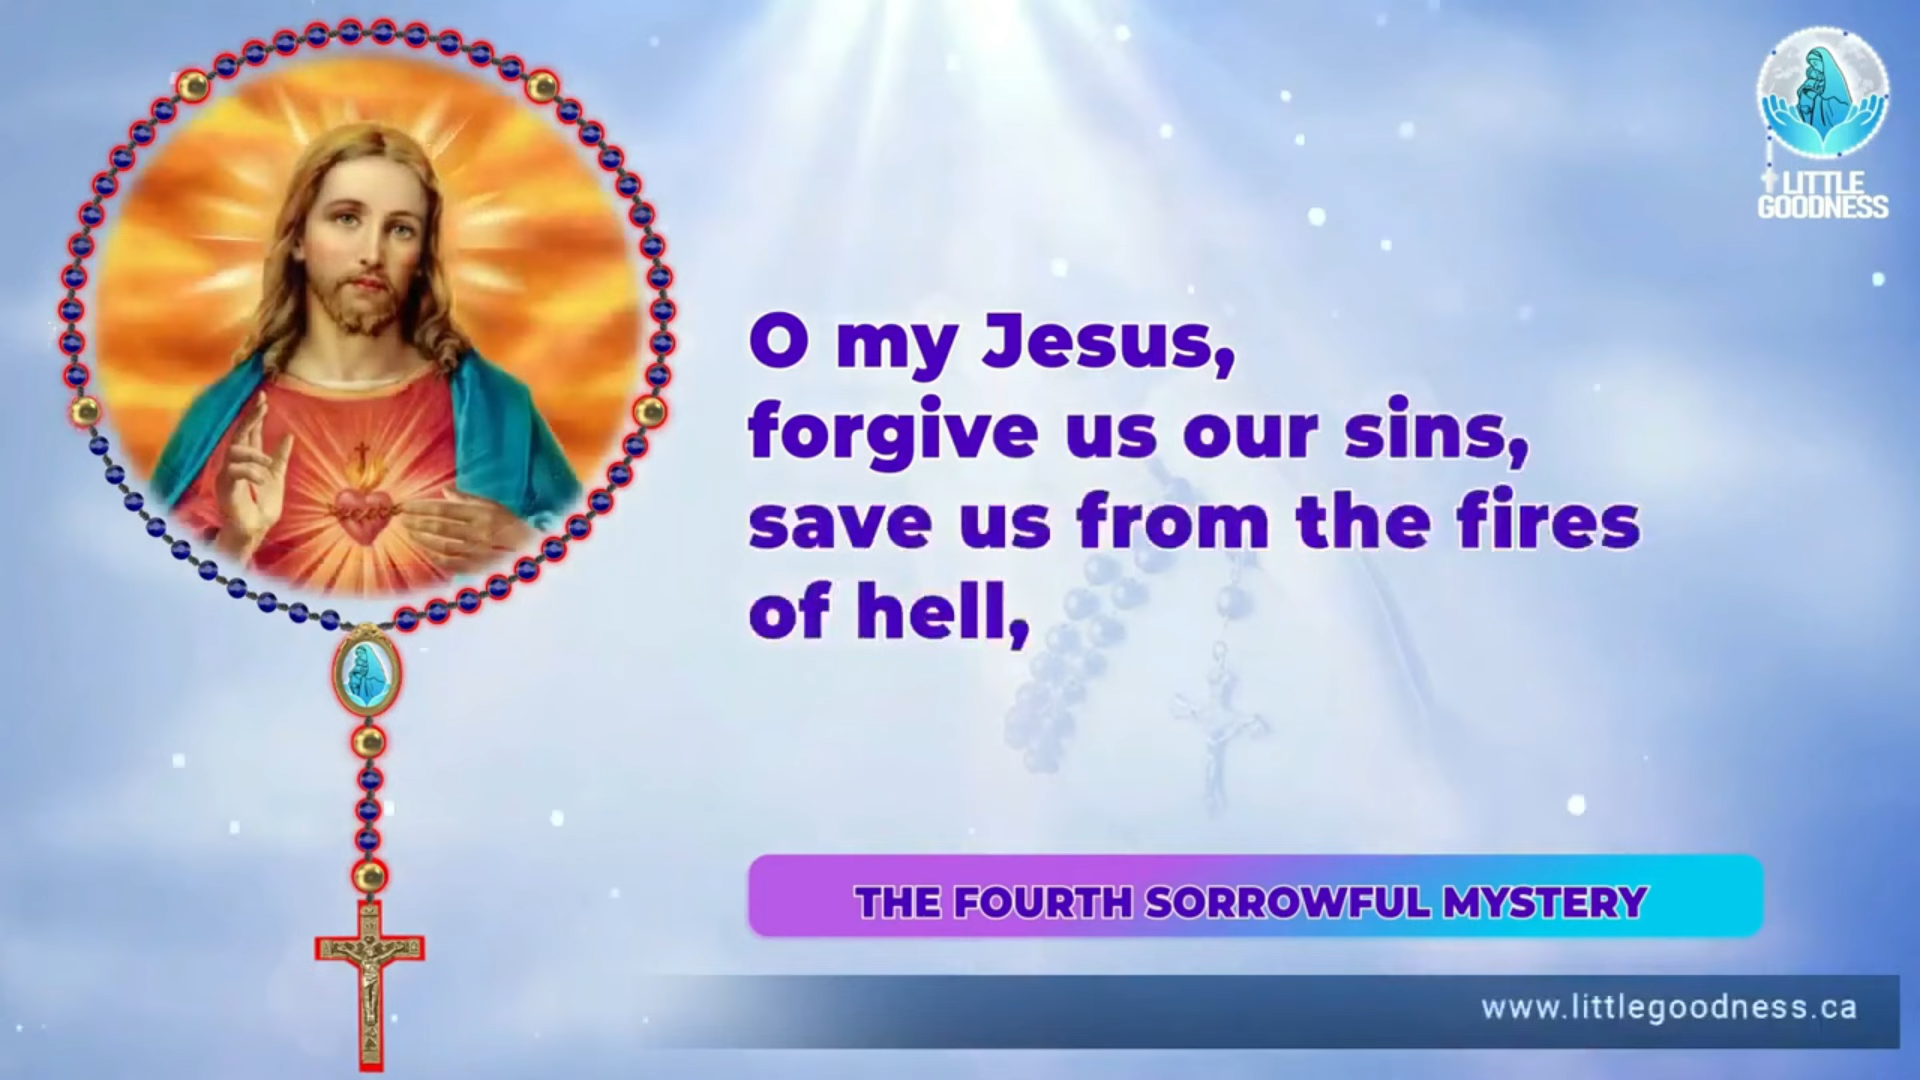 LITTLE
GOODNESS
O my Jesus,
forgive us our sins,
save us from the fires
of hell,
THE FOURTH SORROWFUL MYSTERY
www.littlegoodness.ca